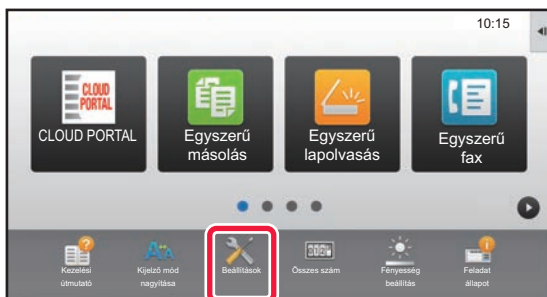 10:15
CLOUD
PORTAL
CLOUD PORTAL
Egyszerű
másolás
Egyszerű
lapolvasás
Egyszerű
fax
Kezelési
útmutató
Kijelző mód
nagyítása
Beállítások
Összes szám
Fényesség
beállítás
Feladat
állapot